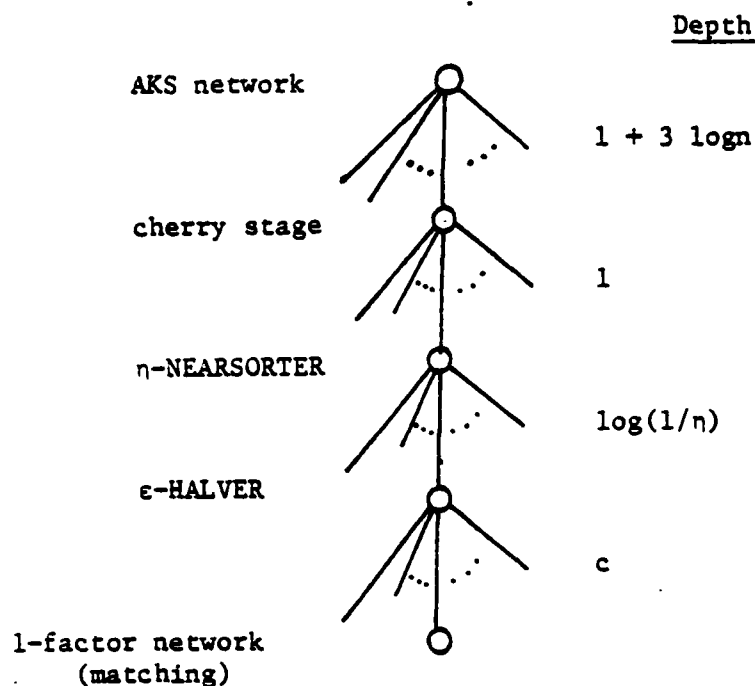 Depth
AKS network
1 + 3 logn
cherry stage
1
η-NEARSORTER
log(1/η)
ε-HALVER
c
1-factor network
(matching)